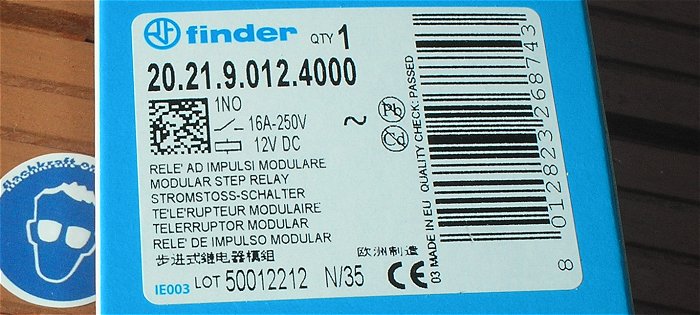 finder QTY 1
20.21.9.012.4000
1NO
16A-250V ~
12V DC
Pb
Cd
RELE' AD IMPULSI MODULARE
MODULAR STEP RELAY
STROMSTOSS-SCHALTER
TE'LE'RUPTEUR MODULAIRE
TELERRUPTOR MODULAR
RELE' DE IMPULSO MODULAR
步进式继电器模组 欧洲制造
IE003 LOT 50012212 N/35 CE
03 MADE IN EU QUALITY CHECK: PASSED
8 012823 268743
flachkraft